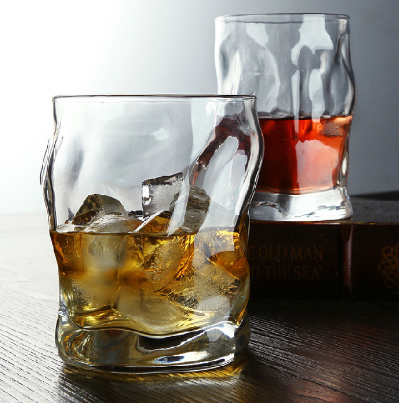 OLD MAN
D THE SEA